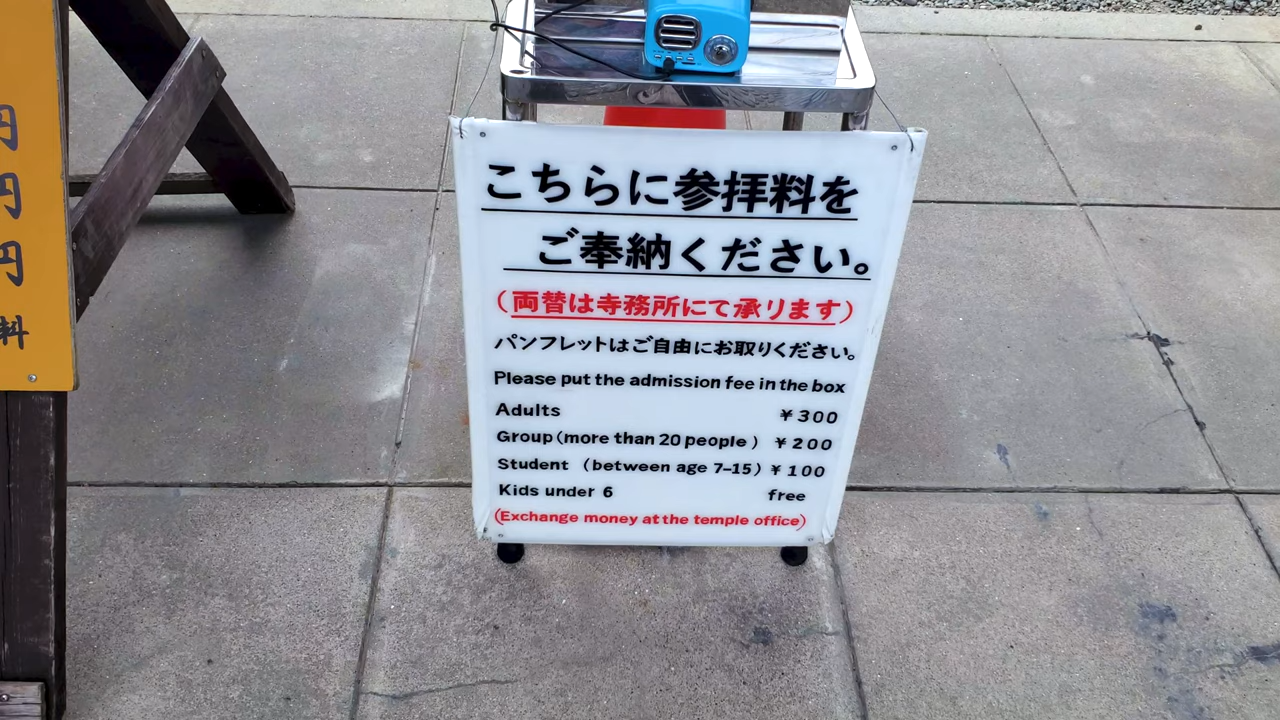 円
円
円
料
こちらに参拝料を
ご奉納ください。
(両替は寺務所にて承ります)
パンフレットはご自由にお取りください。
Please put the admission fee in the box
Adults ¥300
Group (more than 20 people) ¥200
Student (between age 7-15) ¥100
Kids under 6 free
(Exchange money at the temple office)